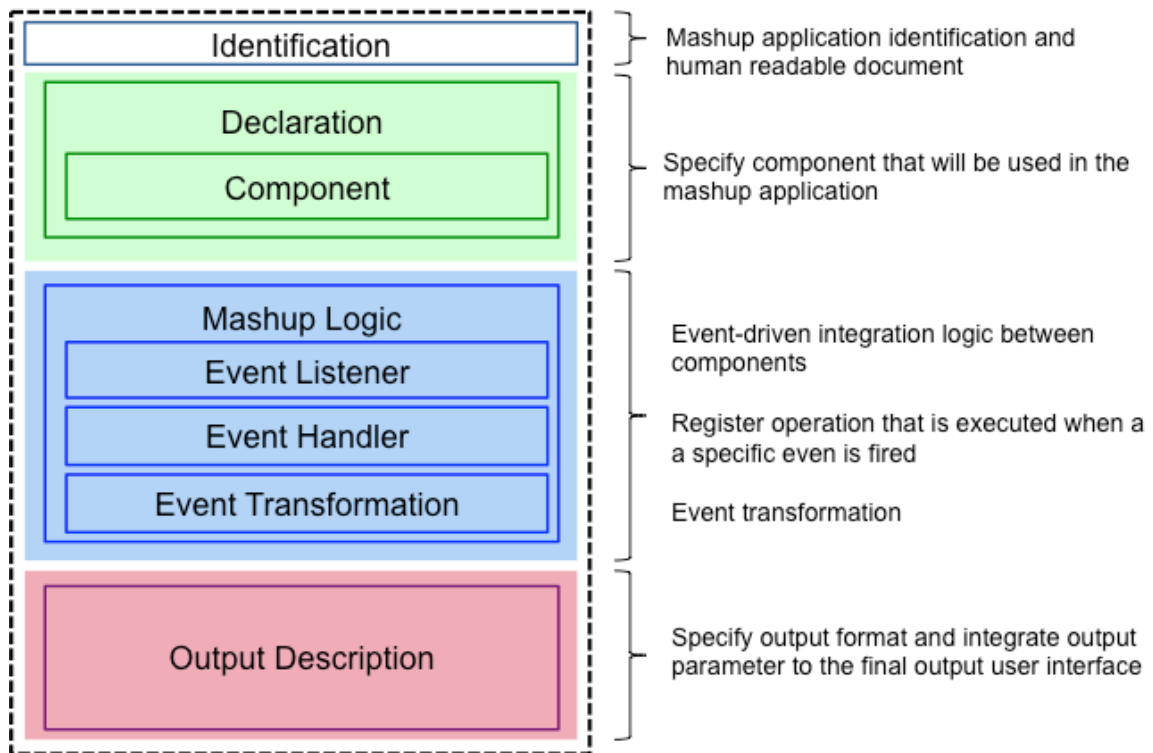 Identification
Mashup application identification and
human readable document
Declaration
Component
Specify component that will be used in the
mashup application
Mashup Logic
Event Listener
Event Handler
Event Transformation
Event-driven integration logic between
components
Register operation that is executed when a
a specific even is fired
Event transformation
Output Description
Specify output format and integrate output
parameter to the final output user interface